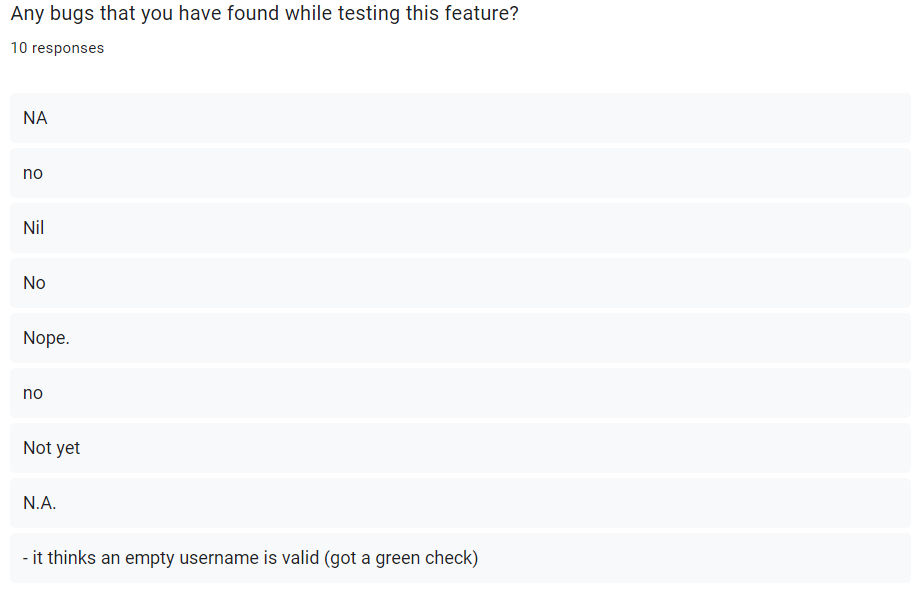 Any bugs that you have found while testing this feature?
10 responses
NA
no
Nil
No
Nope.
no
Not yet
N.A.
- it thinks an empty username is valid (got a green check)